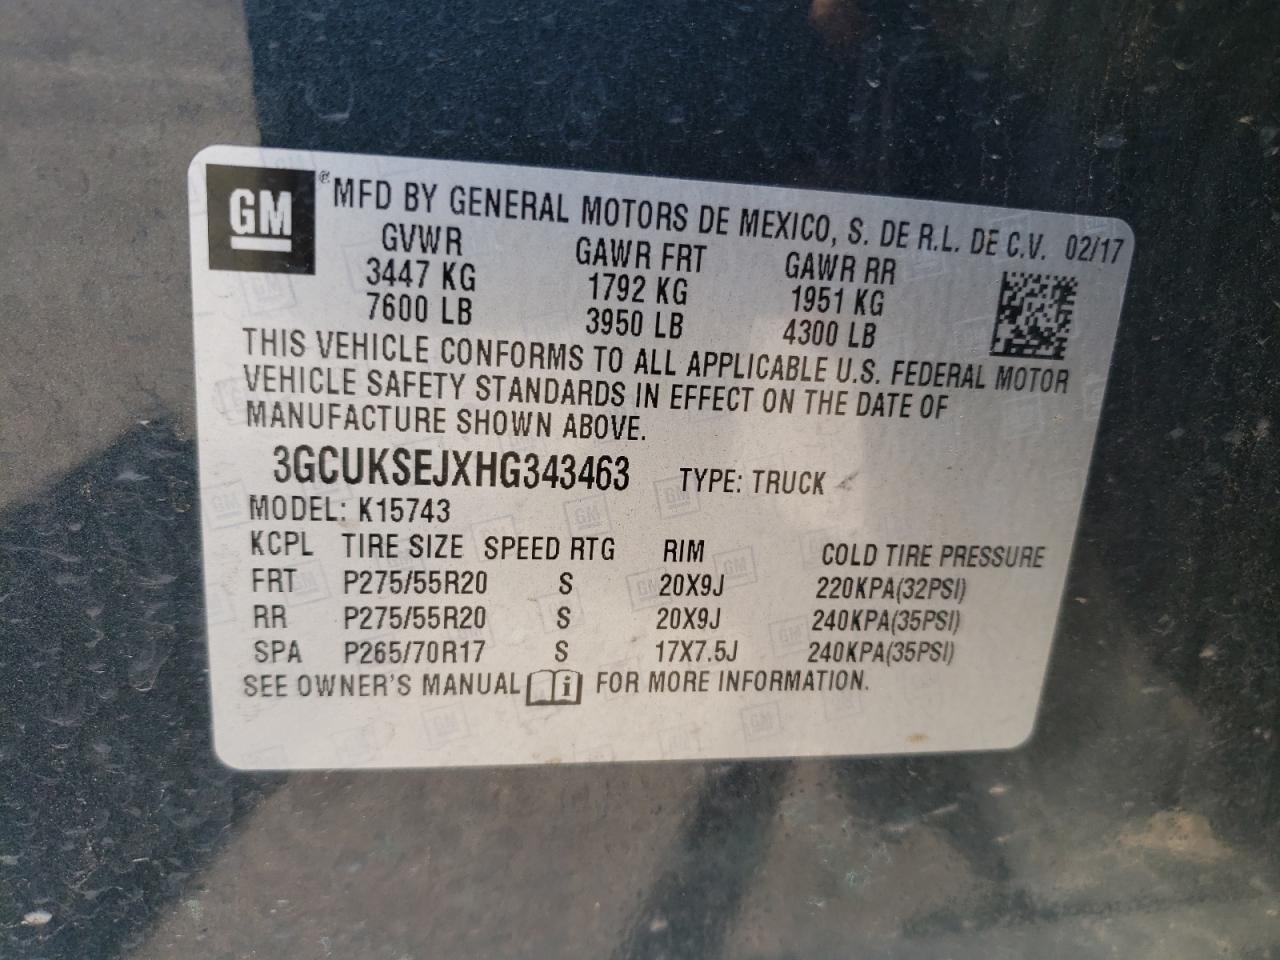 GM ® MFD BY GENERAL MOTORS DE MEXICO, S. DE R.L. DE C.V. 02/17
GVWR GAWR FRT GAWR RR
3447 KG 1792 KG 1951 KG
7600 LB 3950 LB 4300 LB
THIS VEHICLE CONFORMS TO ALL APPLICABLE U.S. FEDERAL MOTOR
VEHICLE SAFETY STANDARDS IN EFFECT ON THE DATE OF
MANUFACTURE SHOWN ABOVE.
3GCUKSEJXHG343463 TYPE: TRUCK
MODEL: K15743
KCPL TIRE SIZE SPEED RTG RIM COLD TIRE PRESSURE
FRT P275/55R20 S 20X9J 220KPA(32PSI)
RR P275/55R20 S 20X9J 240KPA(35PSI)
SPA P265/70R17 S 17X7.5J 240KPA(35PSI)
SEE OWNER'S MANUAL i FOR MORE INFORMATION.